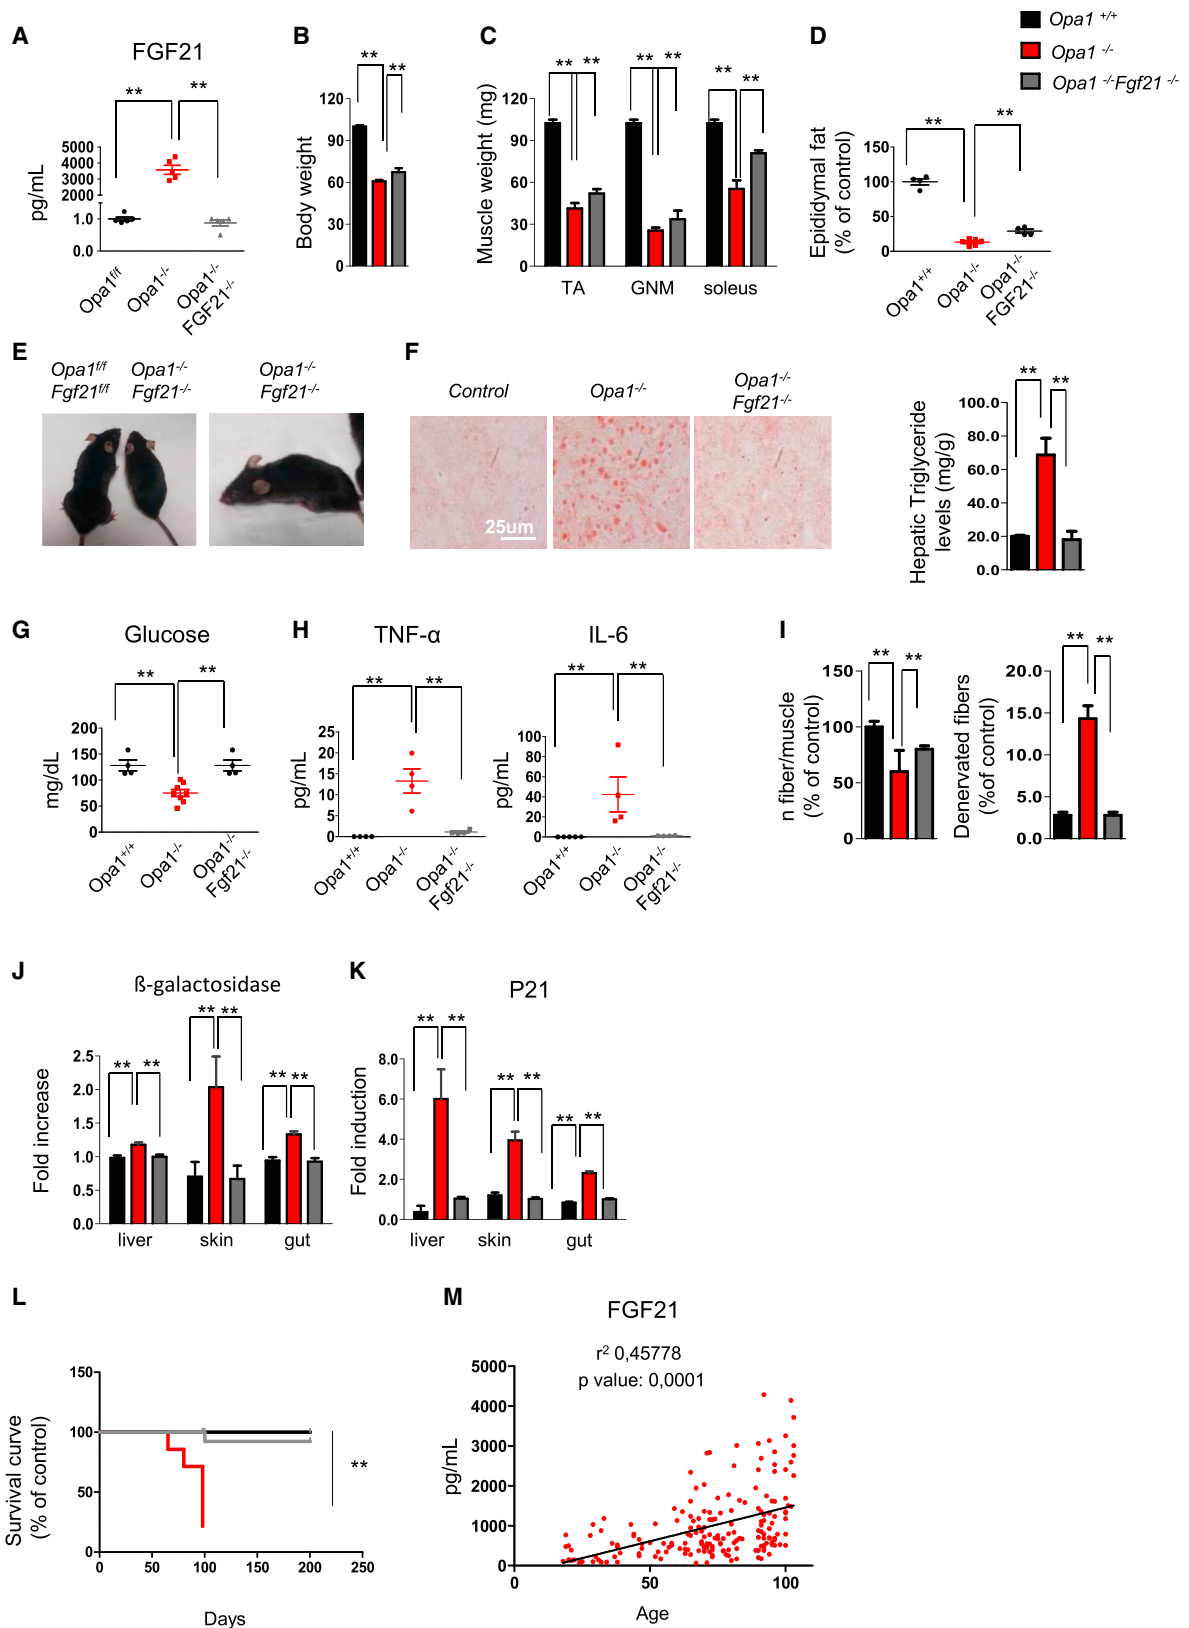 A
FGF21
**
**
pg/mL
5000
4000
3000
2000
1.0
0.0
Opa1f/f
Opa1-/-
Opa1-/-
FGF21-/-
B
**
**
Body weight
120
90
60
30
0
C
** **
** **
** **
Muscle weight (mg)
120
90
60
30
0
TA
GNM
soleus
Opa1 +/+
Opa1 -/-
Opa1 -/-Fgf21 -/-
D
**
**
Epididymal fat
(% of control)
150
100
50
0
Opa1+/+
Opa1-/-
Opa1-/-
FGF21-/-
E
Opa1f/f
Fgf21f/f
Opa1-/-
Fgf21-/-
Opa1-/-
Fgf21-/-
F
Control
Opa1-/-
Opa1-/-
Fgf21-/-
25um
**
**
Hepatic Triglyceride
levels (mg/g)
100.0
80.0
60.0
40.0
20.0
0.0
G
Glucose
**
**
mg/dL
200
150
100
50
0
Opa1+/+
Opa1-/-
Opa1-/-
Fgf21-/-
H
TNF-α
**
**
pg/mL
25
20
15
10
5
0
Opa1+/+
Opa1-/-
Opa1-/-
Fgf21-/-
IL-6
**
**
pg/mL
100
80
60
40
20
0
Opa1+/+
Opa1-/-
Opa1-/-
Fgf21-/-
I
**
**
n fiber/muscle
(% of control)
150
100
50
0
**
**
Denervated fibers
(%of control)
20.0
15.0
10.0
5.0
0.0
J
ß-galactosidase
** **
** **
** **
Fold increase
2.5
2.0
1.5
1.0
0.5
0.0
liver
skin
gut
K
P21
** **
** **
** **
Fold induction
8.0
6.0
4.0
2.0
0.0
liver
skin
gut
L
Survival curve
(% of control)
150
100
50
0
0 50 100 150 200 250
**
Days
M
FGF21
r2 0,45778
p value: 0,0001
pg/mL
5000
4000
3000
2000
1000
0
0 50 100
Age